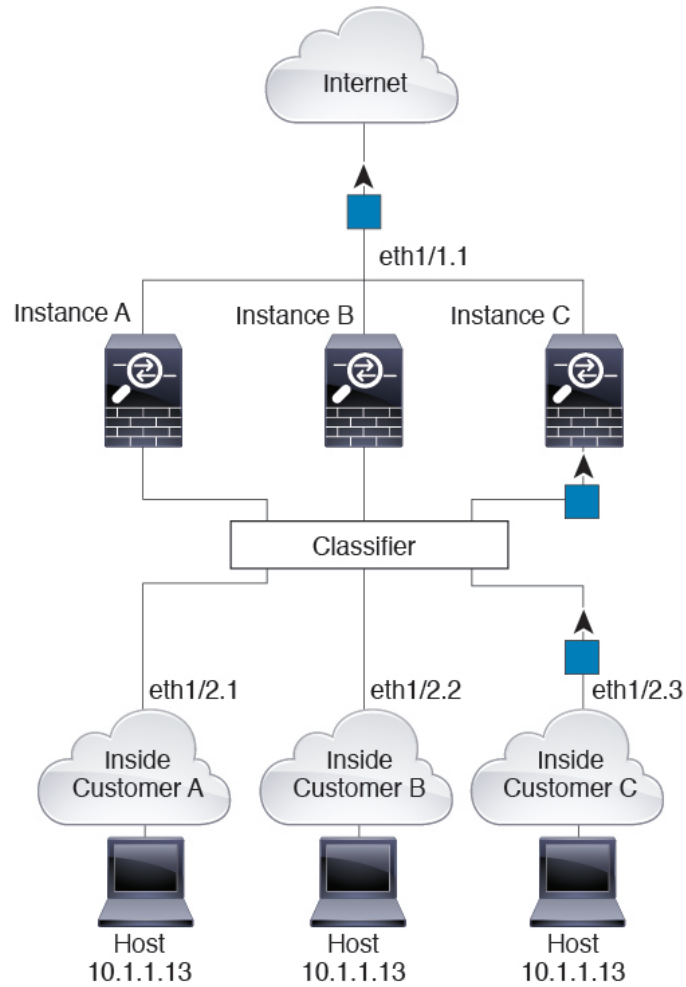 Internet
eth1/1.1
Instance A
Instance B
Instance C
Classifier
eth1/2.1
eth1/2.2
eth1/2.3
Inside
Customer A
Inside
Customer B
Inside
Customer C
Host
10.1.1.13
Host
10.1.1.13
Host
10.1.1.13